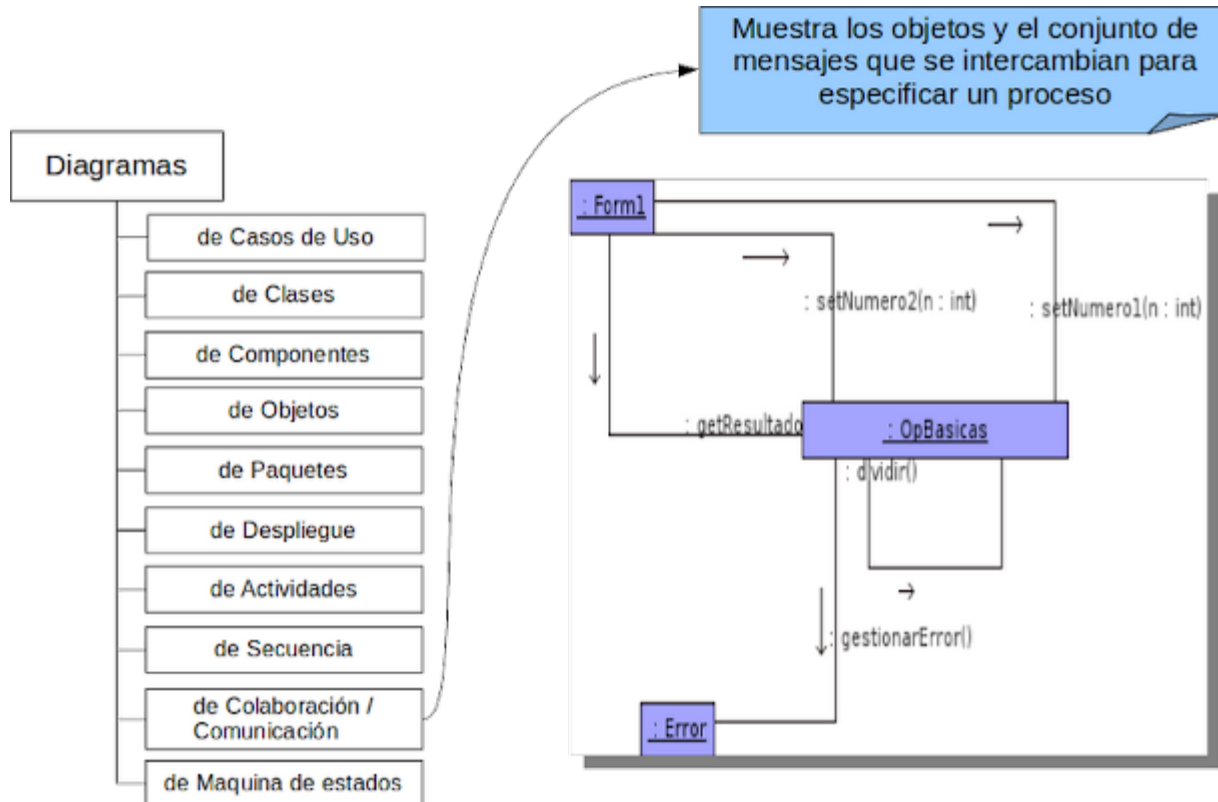 Muestra los objetos y el conjunto de
mensajes que se intercambian para
especificar un proceso
Diagramas
de Casos de Uso
de Clases
de Componentes
de Objetos
de Paquetes
de Despliegue
de Actividades
de Secuencia
de Colaboración /
Comunicación
de Maquina de estados
: Form1
: setNumero2(n : int)
: setNumero1(n : int)
: getResultado
: OpBasicas
: dividir()
: gestionarError()
: Error